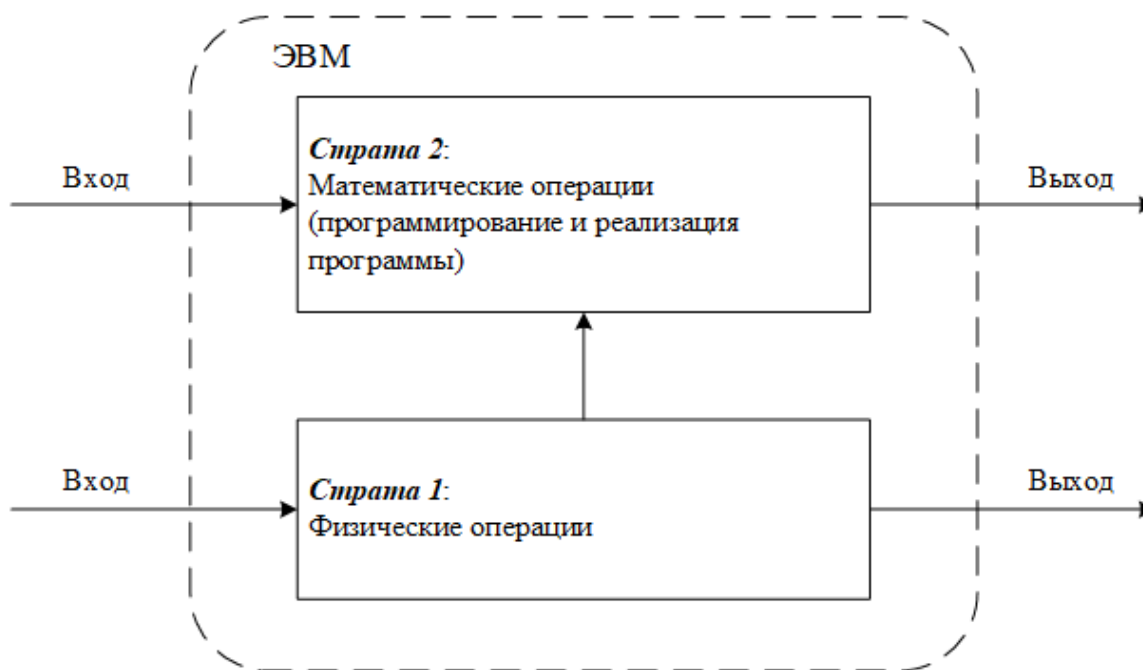 ЭВМ
Страта 2:
Математические операции
(программирование и реализация
программы)
Вход
Выход
Страта 1:
Физические операции
Вход
Выход